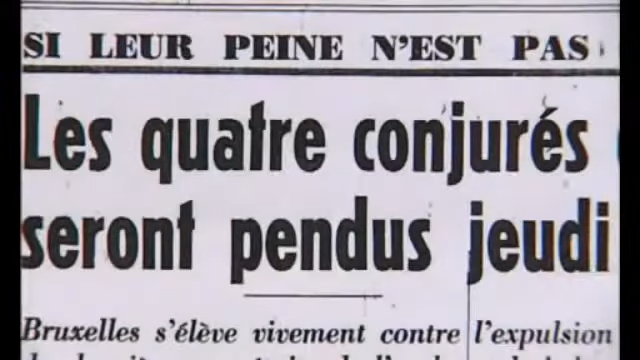 SI LEUR PEINE N'EST PAS
Les quatre conjurés
seront pendus jeudi
Bruxelles s'élève vivement contre l'expulsion